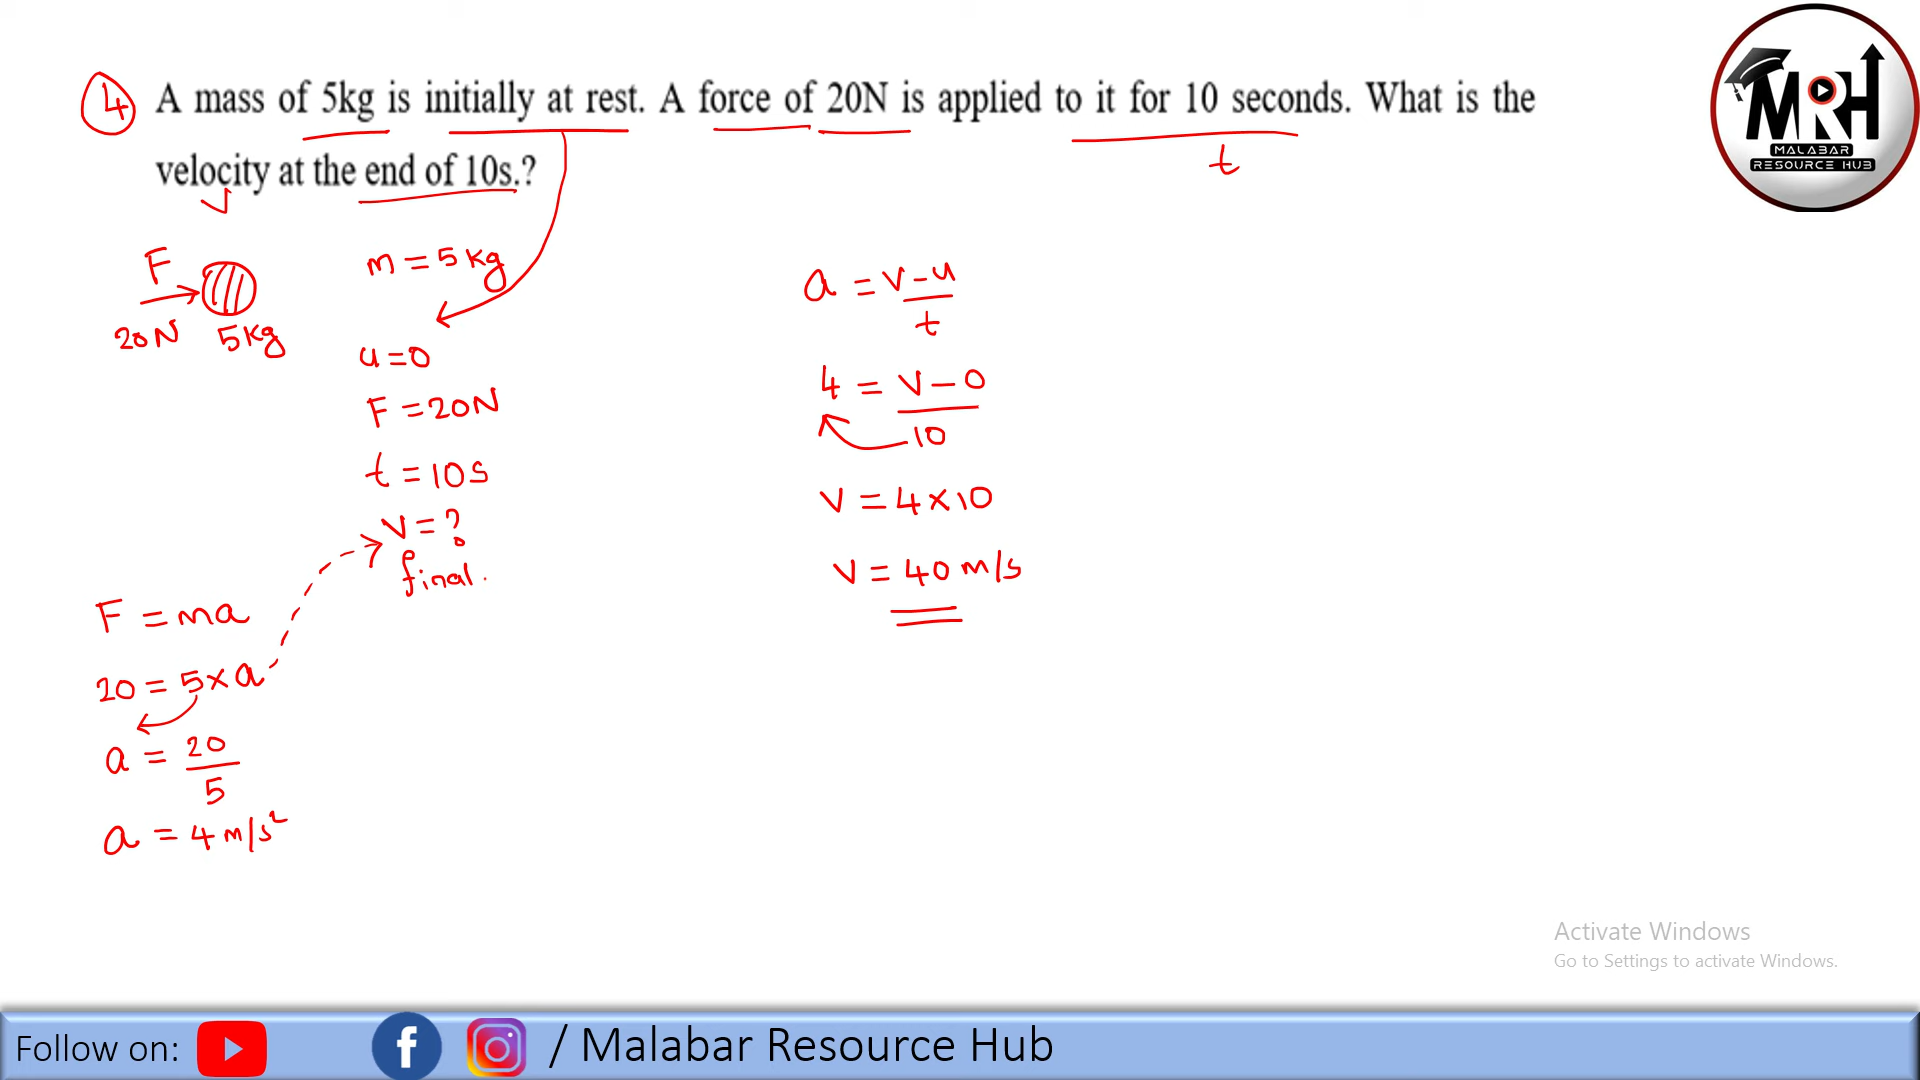 4 A mass of 5kg is initially at rest. A force of 20N is applied to it for 10 seconds. What is the
t
velocity at the end of 10s.?
v
MRH
MALABAR
RESOURCE HUB
F
20N 5kg
m = 5kg
u = 0
F = 20N
t = 10s
v = ?
final.
F = ma
20 = 5 × a
a = 20/5
a = 4 m/s²
a = v - u / t
4 = v - 0 / 10
v = 4 × 10
v = 40 m/s
Activate Windows
Go to Settings to activate Windows.
Follow on: f / Malabar Resource Hub